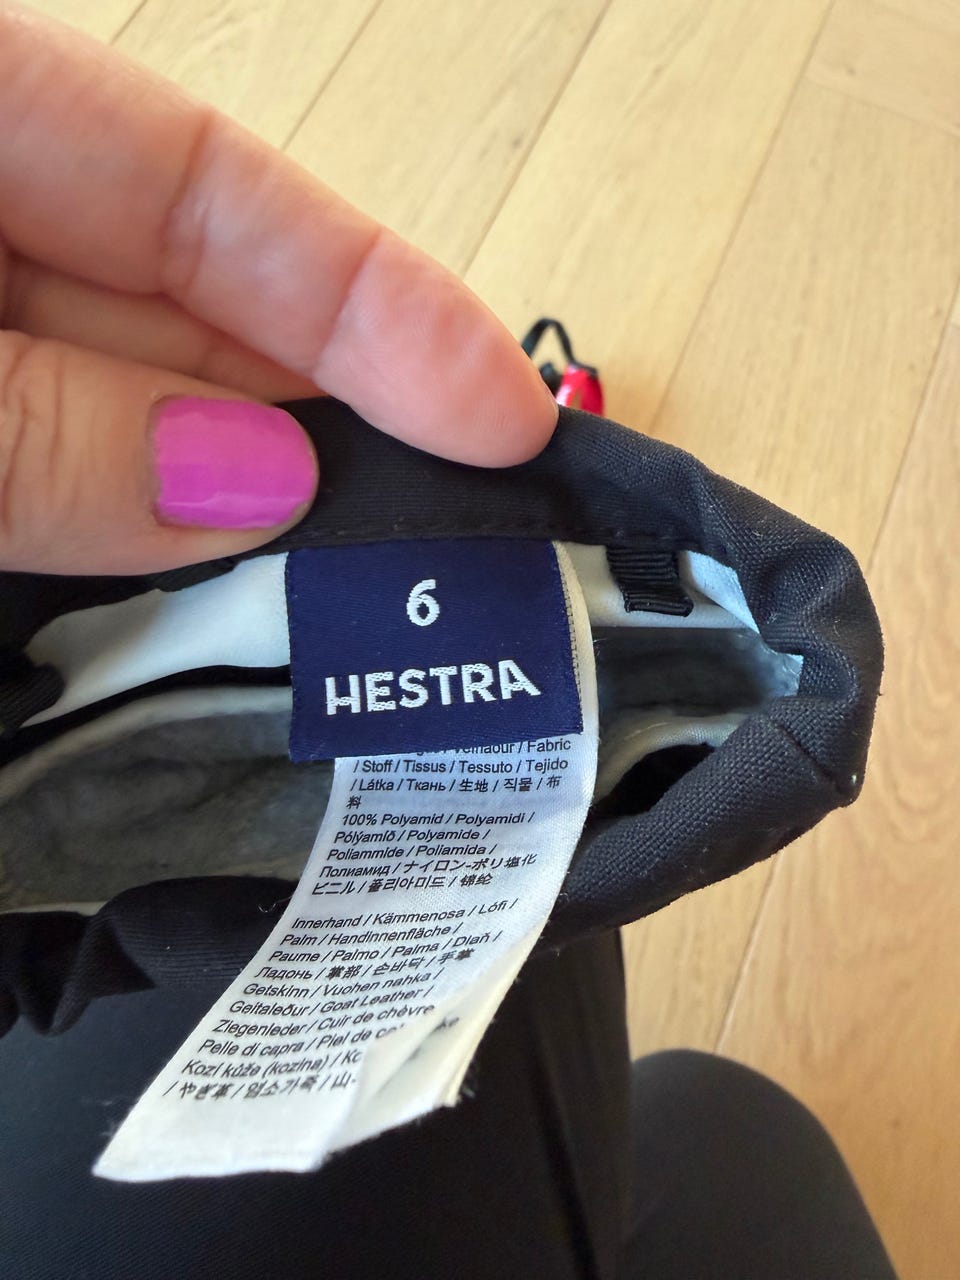 6
HESTRA
/ Fabric
/ Stoff / Tissus / Tessuto / Tejido
/ Látka / Ткань / 生地 / 직물 / 布
料
100% Polyamid / Polyamidi /
Pólýamíð / Polyamide /
Poliammide / Poliamida /
Полиамид / ナイロン-ポリ塩化
ビニル / 폴리아미드 / 锦纶
Innerhand / Kämmenosa / Lófi /
Palm / Handinnenfläche /
Paume / Palmo / Palma / Dlaň /
Ладонь / 掌部 / 손바닥 / 手掌
Getskinn / Vuohen nahka /
Geitaleður / Goat Leather /
Ziegenleder / Cuir de chèvre
Pelle di capra / Piel de
Kozí kůže (kozina) /
/ やぎ革 / 염소가죽 / 山-